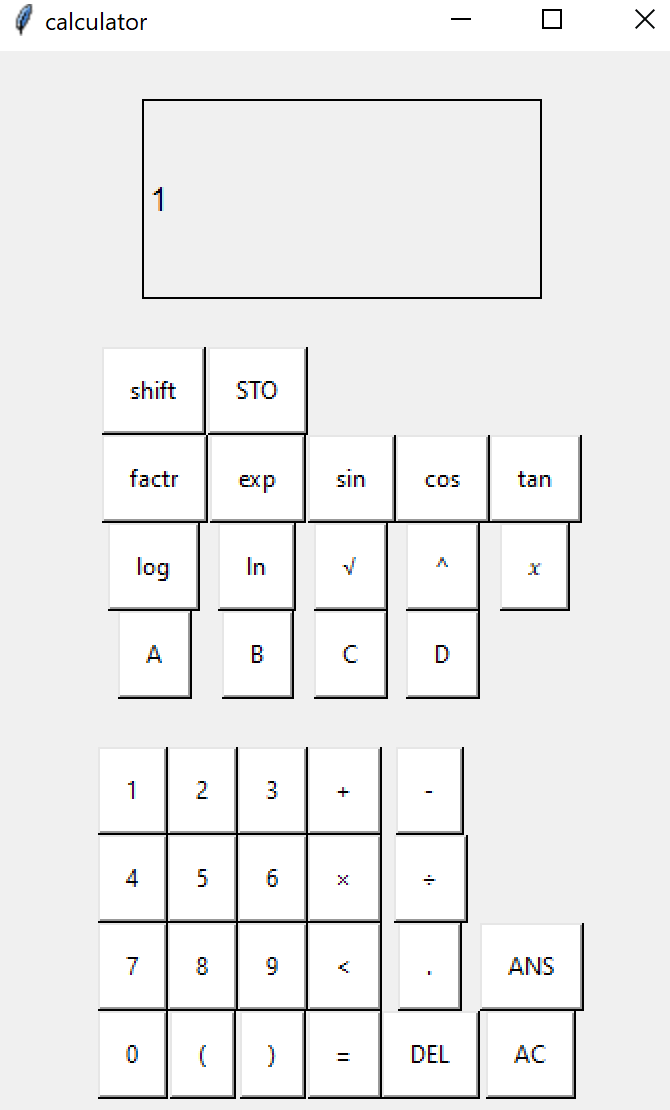 calculator
1
shift STO
factr exp sin cos tan
log ln √ ^ x
A B C D
1 2 3 + -
4 5 6 × ÷
7 8 9 < . ANS
0 ( ) = DEL AC